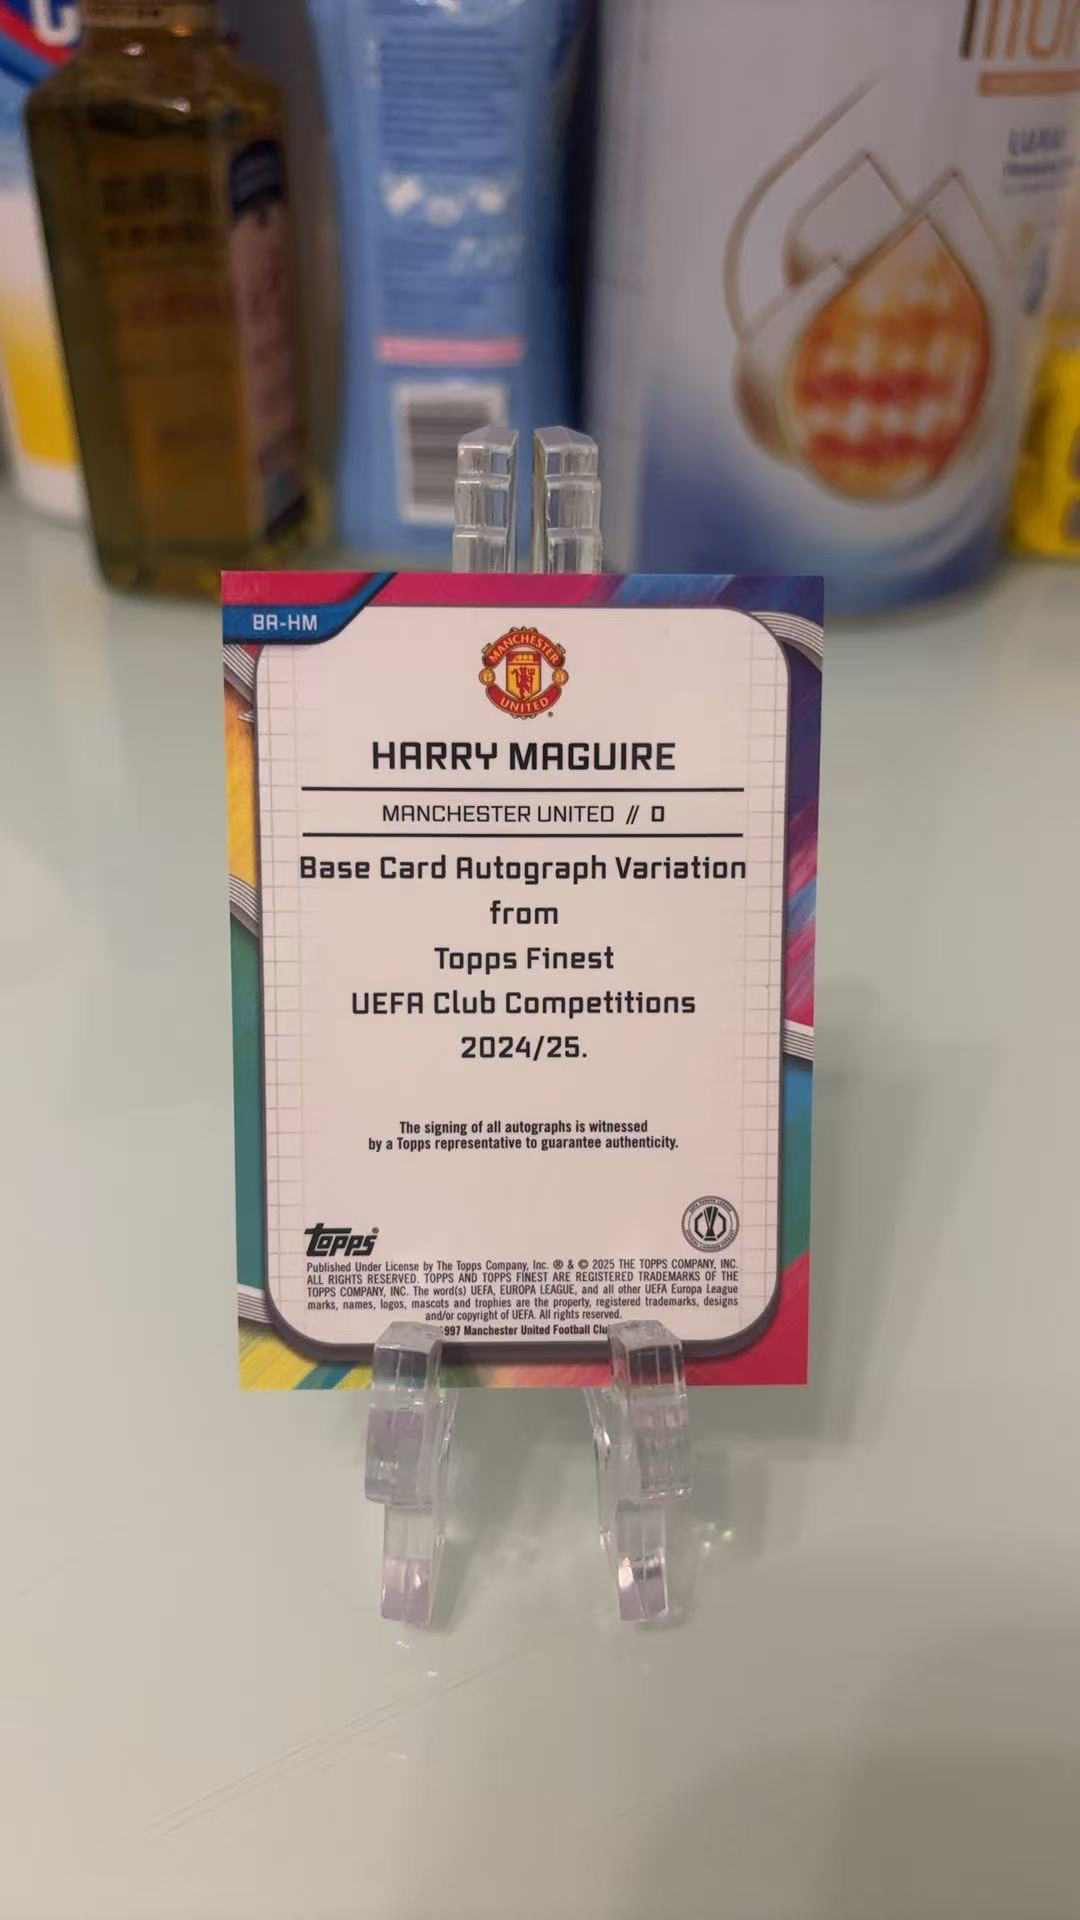 BA-HM
MANCHESTER
UNITED
HARRY MAGUIRE
MANCHESTER UNITED // D
Base Card Autograph Variation
from
Topps Finest
UEFA Club Competitions
2024/25.
The signing of all autographs is witnessed
by a Topps representative to guarantee authenticity.
Topps®
Published Under License by The Topps Company, Inc. ® & © 2025 THE TOPPS COMPANY, INC.
ALL RIGHTS RESERVED. TOPPS AND TOPPS FINEST ARE REGISTERED TRADEMARKS OF THE
TOPPS COMPANY, INC. The word(s) UEFA, EUROPA LEAGUE, and all other UEFA Europa League
marks, names, logos, mascots and trophies are the property, registered trademarks, designs
and/or copyright of UEFA. All rights reserved.
997 Manchester United Football Clu